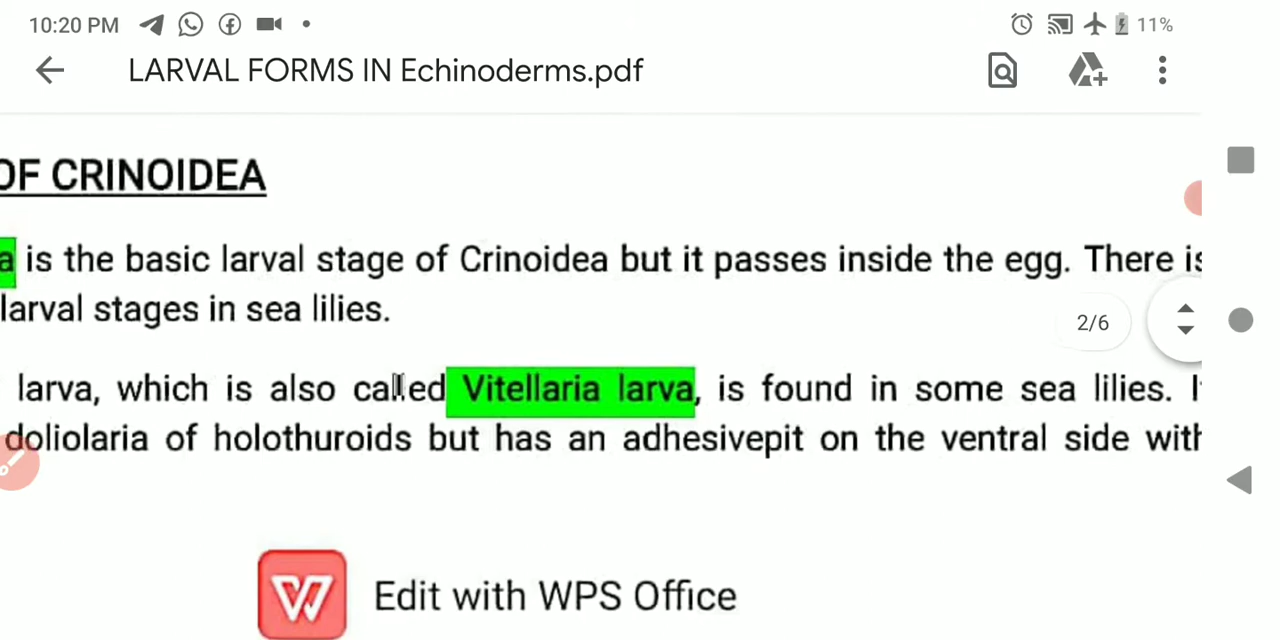 10:20 PM 11%
LARVAL FORMS IN Echinoderms.pdf
OF CRINOIDEA
a is the basic larval stage of Crinoidea but it passes inside the egg. There is
larval stages in sea lilies.
2/6
larva, which is also called Vitellaria larva, is found in some sea lilies. I
doliolaria of holothuroids but has an adhesivepit on the ventral side with
Edit with WPS Office